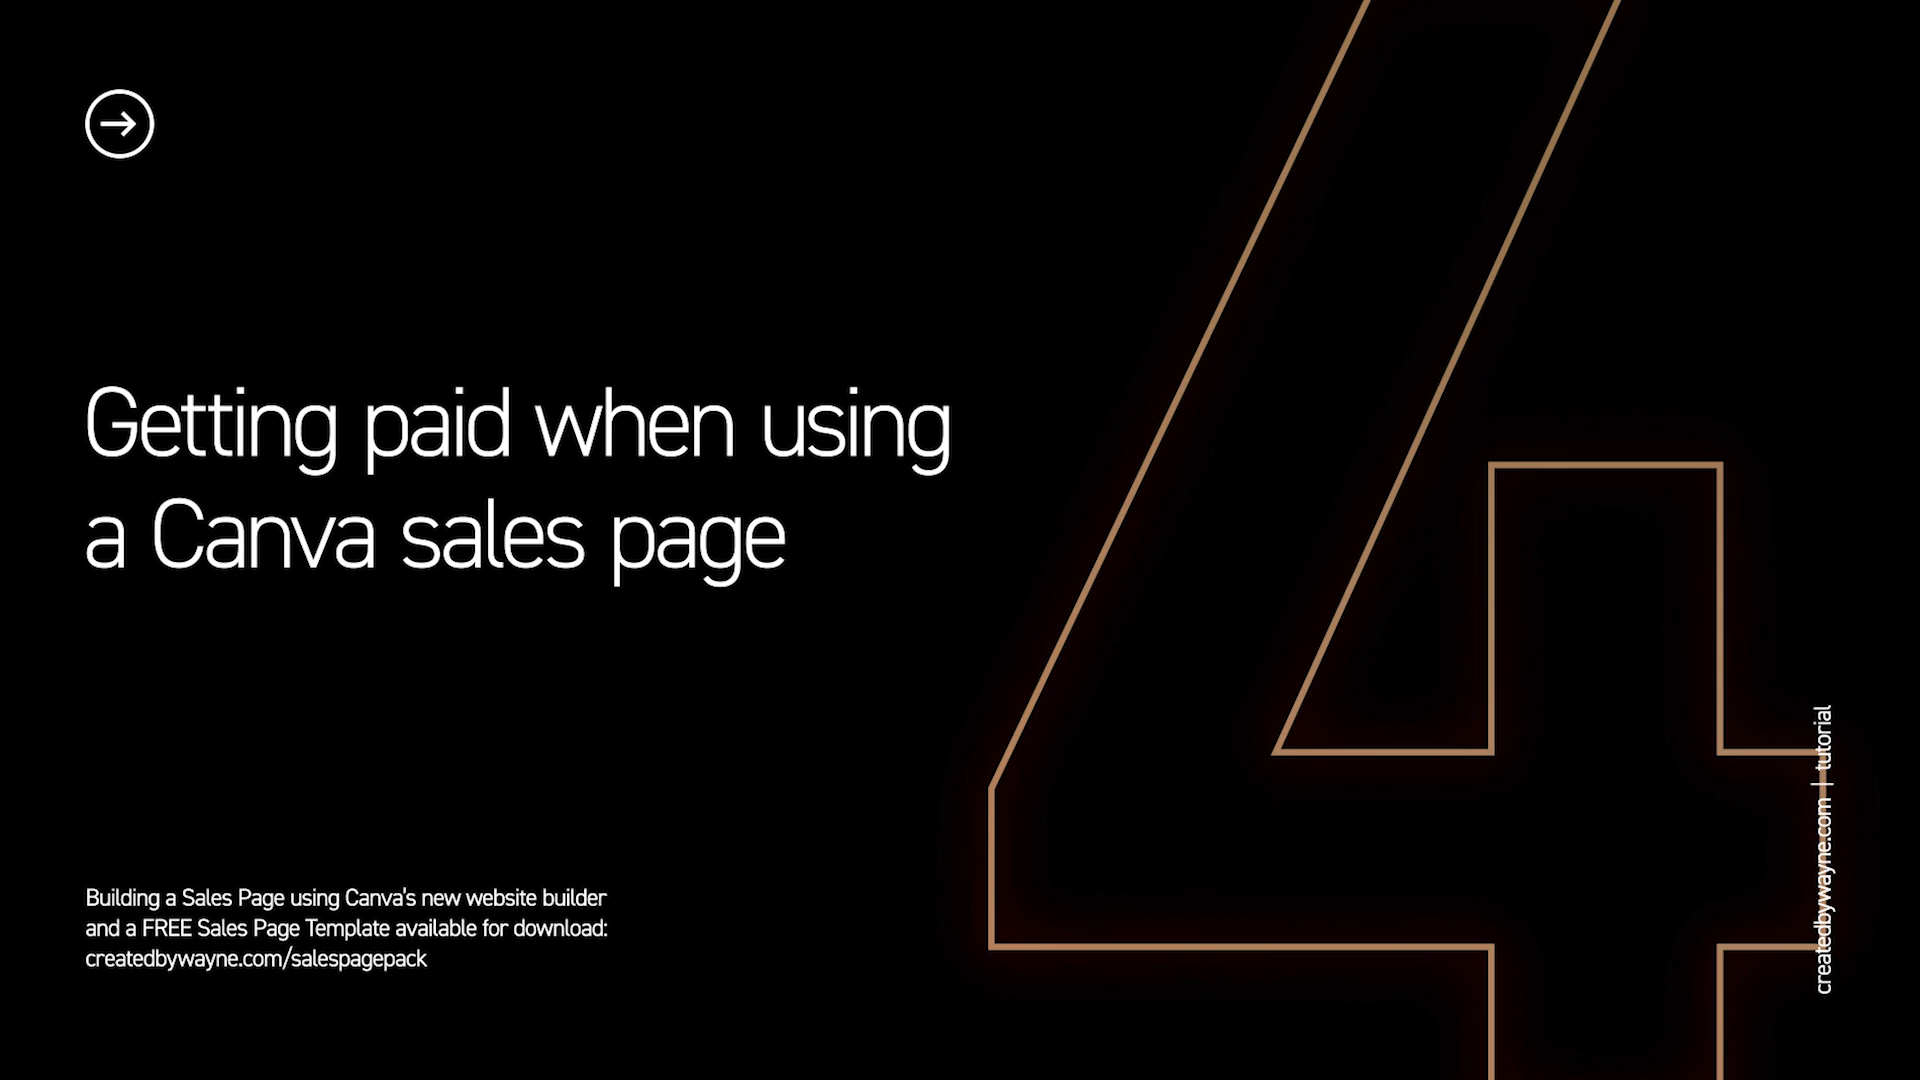 Getting paid when using
a Canva sales page
4
Building a Sales Page using Canva's new website builder
and a FREE Sales Page Template available for download:
createdbywayne.com/salespagepack
createdbywayne.com | tutorial